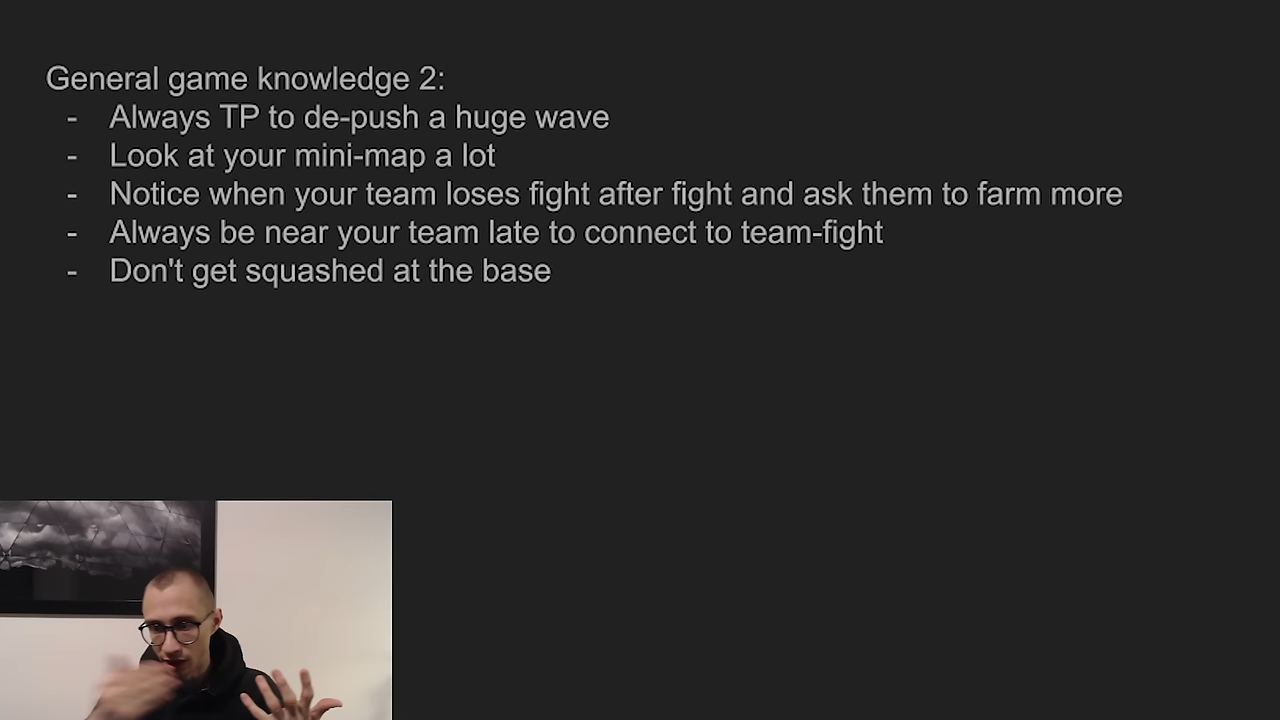 General game knowledge 2:
- Always TP to de-push a huge wave
- Look at your mini-map a lot
- Notice when your team loses fight after fight and ask them to farm more
- Always be near your team late to connect to team-fight
- Don't get squashed at the base